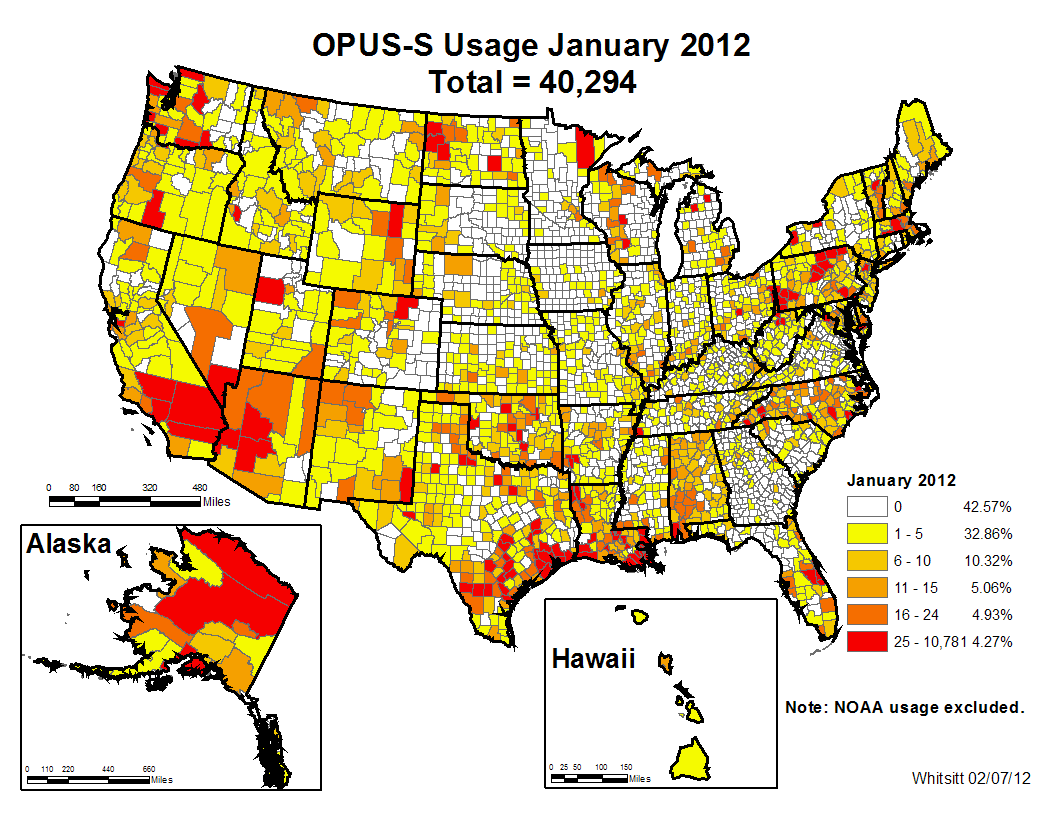 OPUS-S Usage January 2012
Total = 40,294
0 80 160 320 480
Miles
January 2012
0 42.57%
1 - 5 32.86%
6 - 10 10.32%
11 - 15 5.06%
16 - 24 4.93%
25 - 10,781 4.27%
Alaska
0 110 220 440 660
Miles
Hawaii
0 25 50 100 150
Miles
Note: NOAA usage excluded.
Whitsitt 02/07/12